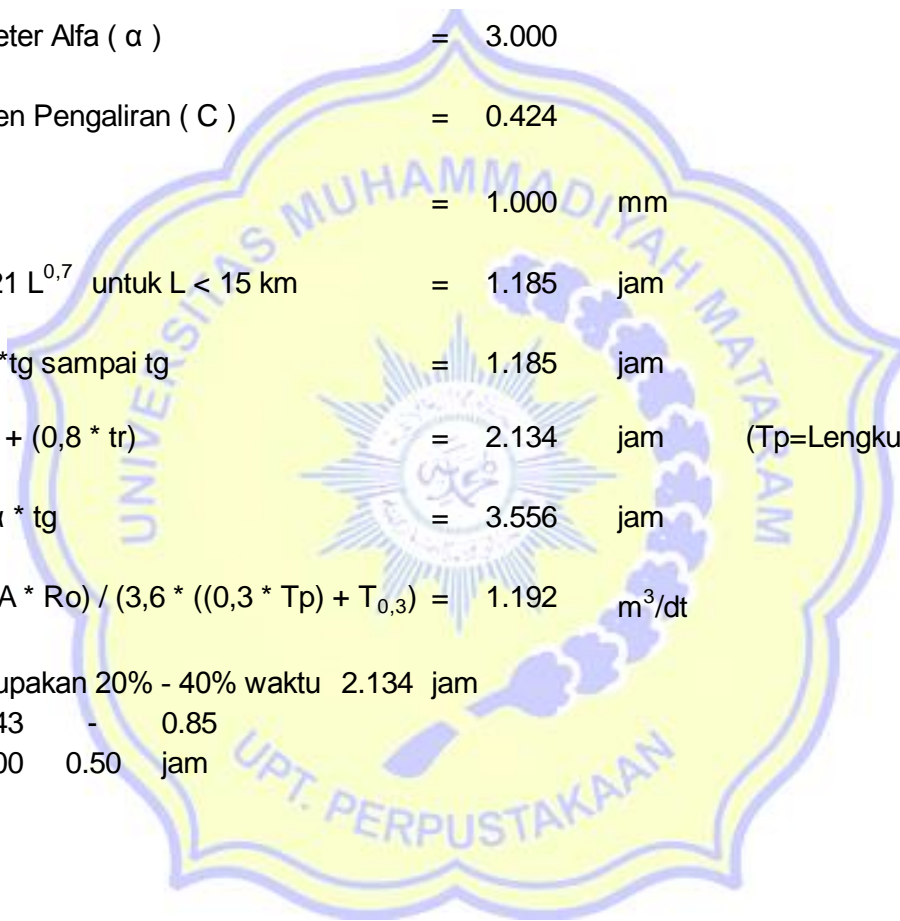 eter Alfa ( α ) = 3.000
en Pengaliran ( C ) = 0.424
= 1.000 mm
21 L^0,7 untuk L < 15 km = 1.185 jam
*tg sampai tg = 1.185 jam
+ (0,8 * tr) = 2.134 jam (Tp=Lengku
α * tg = 3.556 jam
A * Ro) / (3,6 * ((0,3 * Tp) + T0,3) = 1.192 m³/dt
upakan 20% - 40% waktu 2.134 jam
43 - 0.85
00 0.50 jam
UNIVERSITAS MUHAMMADIYAH MATARAM
UPT. PERPUSTAKAAN